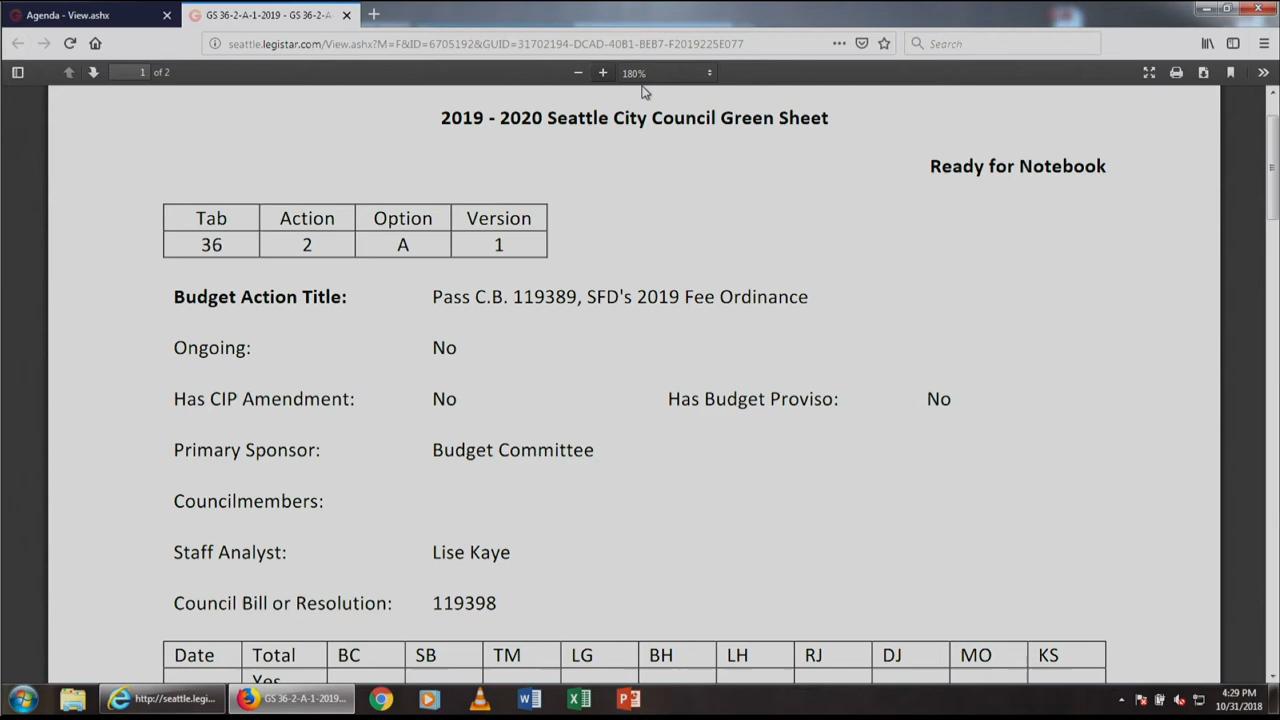 Agenda - View.ashx
GS 36-2-A-1-2019 - GS 36-2-A-
seattle.legistar.com/View.ashx?M=F&ID=6705192&GUID=31702194-DCAD-40B1-BEB7-F2019225E077
Search
1 of 2
180%
2019 - 2020 Seattle City Council Green Sheet
Ready for Notebook
Tab Action Option Version
36 2 A 1
Budget Action Title: Pass C.B. 119389, SFD's 2019 Fee Ordinance
Ongoing: No
Has CIP Amendment: No Has Budget Proviso: No
Primary Sponsor: Budget Committee
Councilmembers:
Staff Analyst: Lise Kaye
Council Bill or Resolution: 119398
Date Total BC SB TM LG BH LH RJ DJ MO KS
Yes
http://seattle.legi...
GS 36-2-A-1-2019...
4:29 PM
10/31/2018